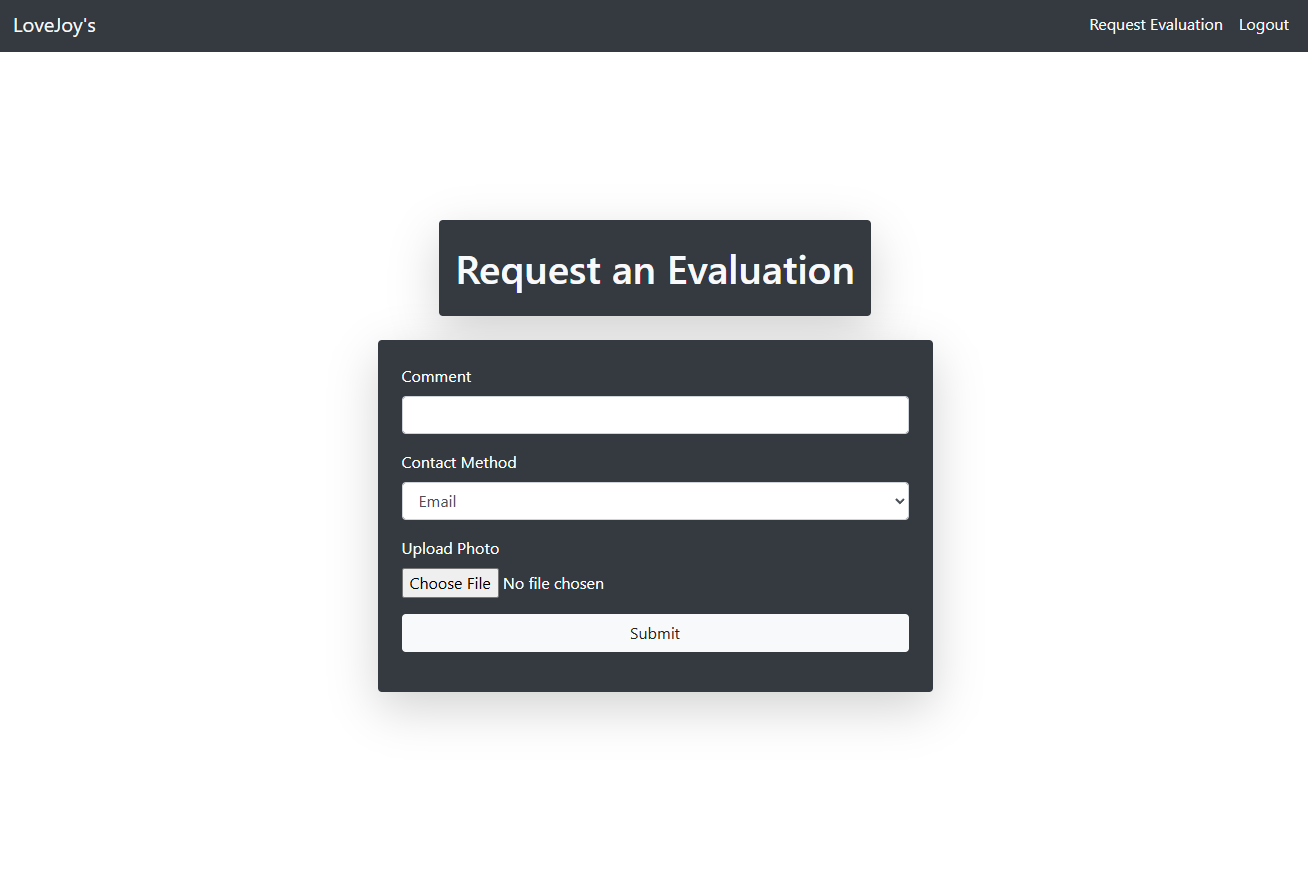 LoveJoy's
Request Evaluation Logout
Request an Evaluation
Comment
Contact Method
Email
Upload Photo
Choose File No file chosen
Submit